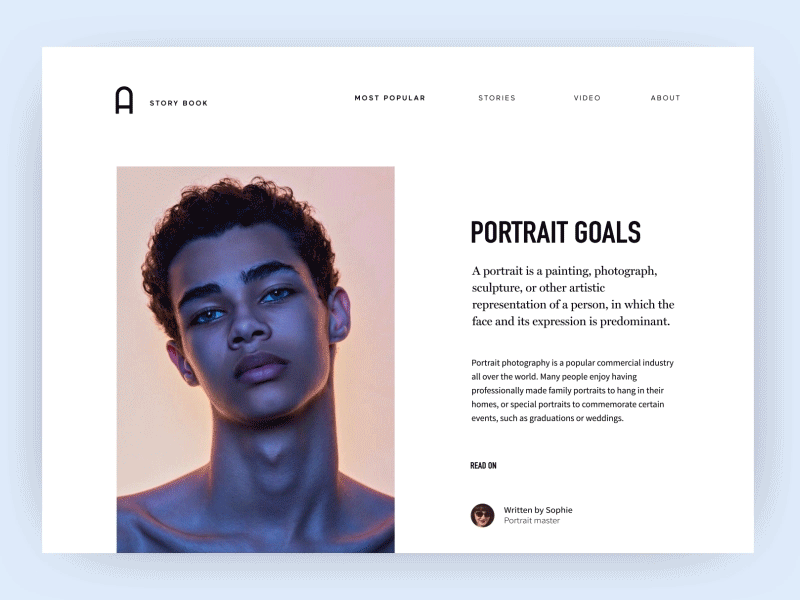 A STORY BOOK
MOST POPULAR
STORIES
VIDEO
ABOUT
PORTRAIT GOALS
A portrait is a painting, photograph,
sculpture, or other artistic
representation of a person, in which the
face and its expression is predominant.
Portrait photography is a popular commercial industry
all over the world. Many people enjoy having
professionally made family portraits to hang in their
homes, or special portraits to commemorate certain
events, such as graduations or weddings.
READ ON
Written by Sophie
Portrait master